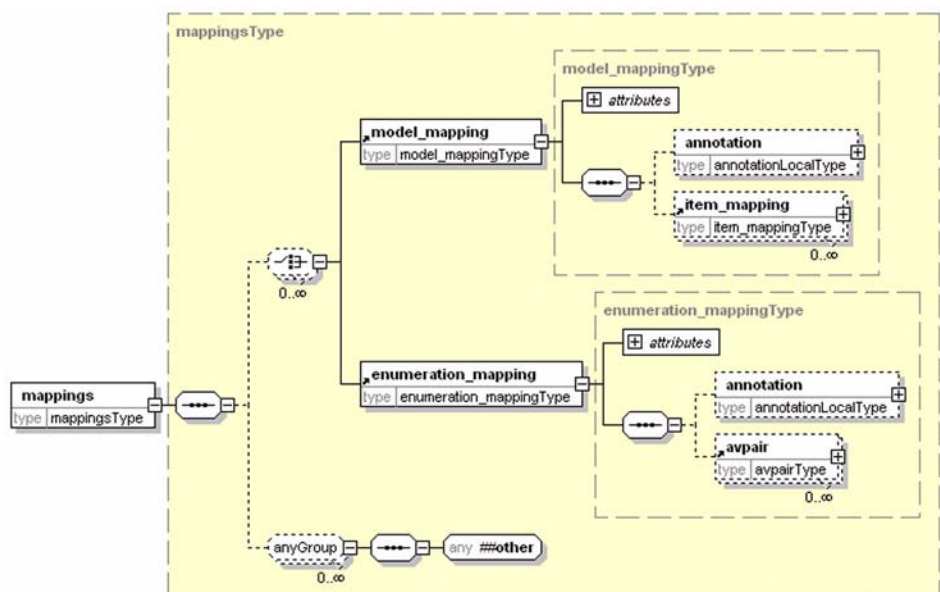 mappingsType
model_mappingType
attributes
model_mapping
type model_mappingType
annotation
type annotationLocalType
item_mapping
type item_mappingType
0..∞
0..∞
enumeration_mappingType
attributes
enumeration_mapping
type enumeration_mappingType
annotation
type annotationLocalType
mappings
type mappingsType
avpair
type avpairType
0..∞
anyGroup
any ##other
0..∞